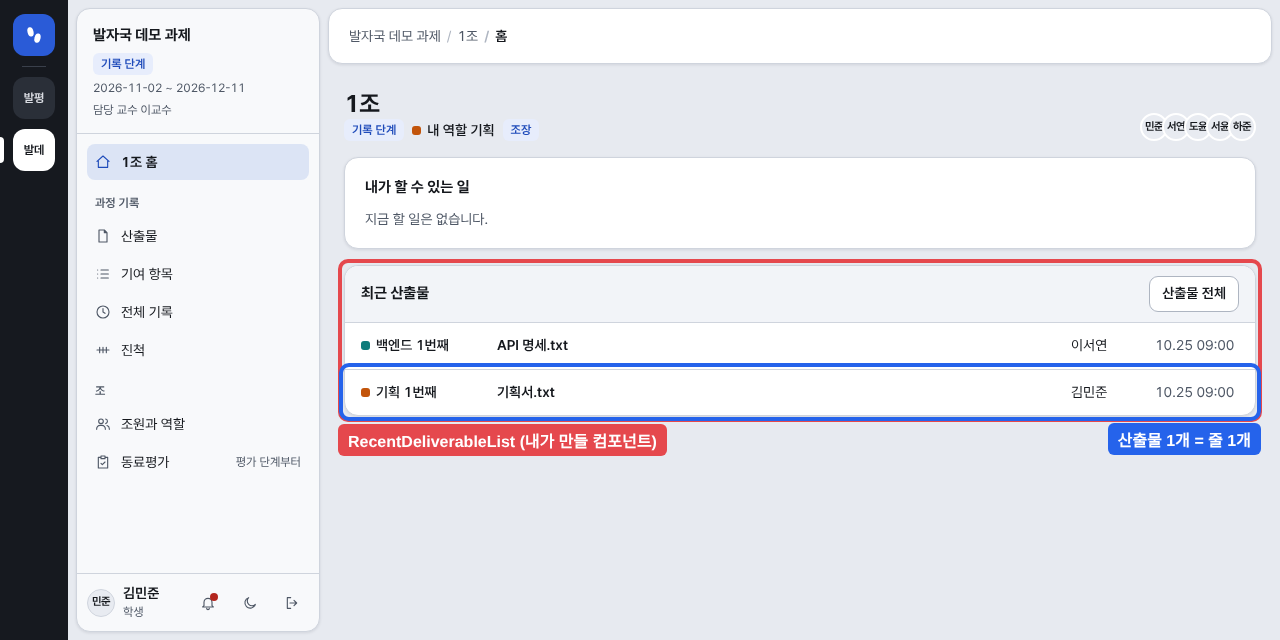 발평
발데
발자국 데모 과제
기록 단계
2026-11-02 ~ 2026-12-11
담당 교수 이교수
1조 홈
과정 기록
산출물
기여 항목
전체 기록
진척
조
조원과 역할
동료평가 평가 단계부터
민준 김민준
학생
발자국 데모 과제 / 1조 / 홈
1조
기록 단계 내 역할 기획 조장
민준 서연 도윤 서윤 하준
내가 할 수 있는 일
지금 할 일은 없습니다.
최근 산출물 산출물 전체
백엔드 1번째 API 명세.txt 이서연 10.25 09:00
기획 1번째 기획서.txt 김민준 10.25 09:00
RecentDeliverableList (내가 만들 컴포넌트)
산출물 1개 = 줄 1개